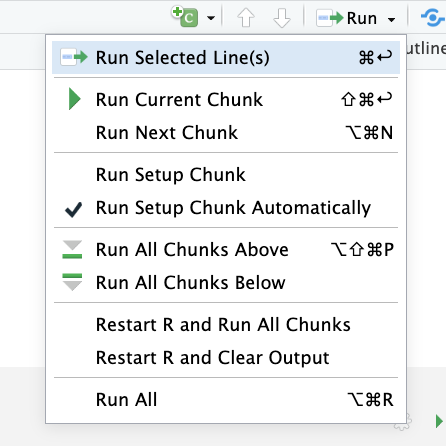 C Run
utline
Run Selected Line(s) ⌘↩
Run Current Chunk ⇧⌘↩
Run Next Chunk ⌥⌘N
Run Setup Chunk
Run Setup Chunk Automatically
Run All Chunks Above ⌥⇧⌘P
Run All Chunks Below
Restart R and Run All Chunks
Restart R and Clear Output
Run All ⌥⌘R